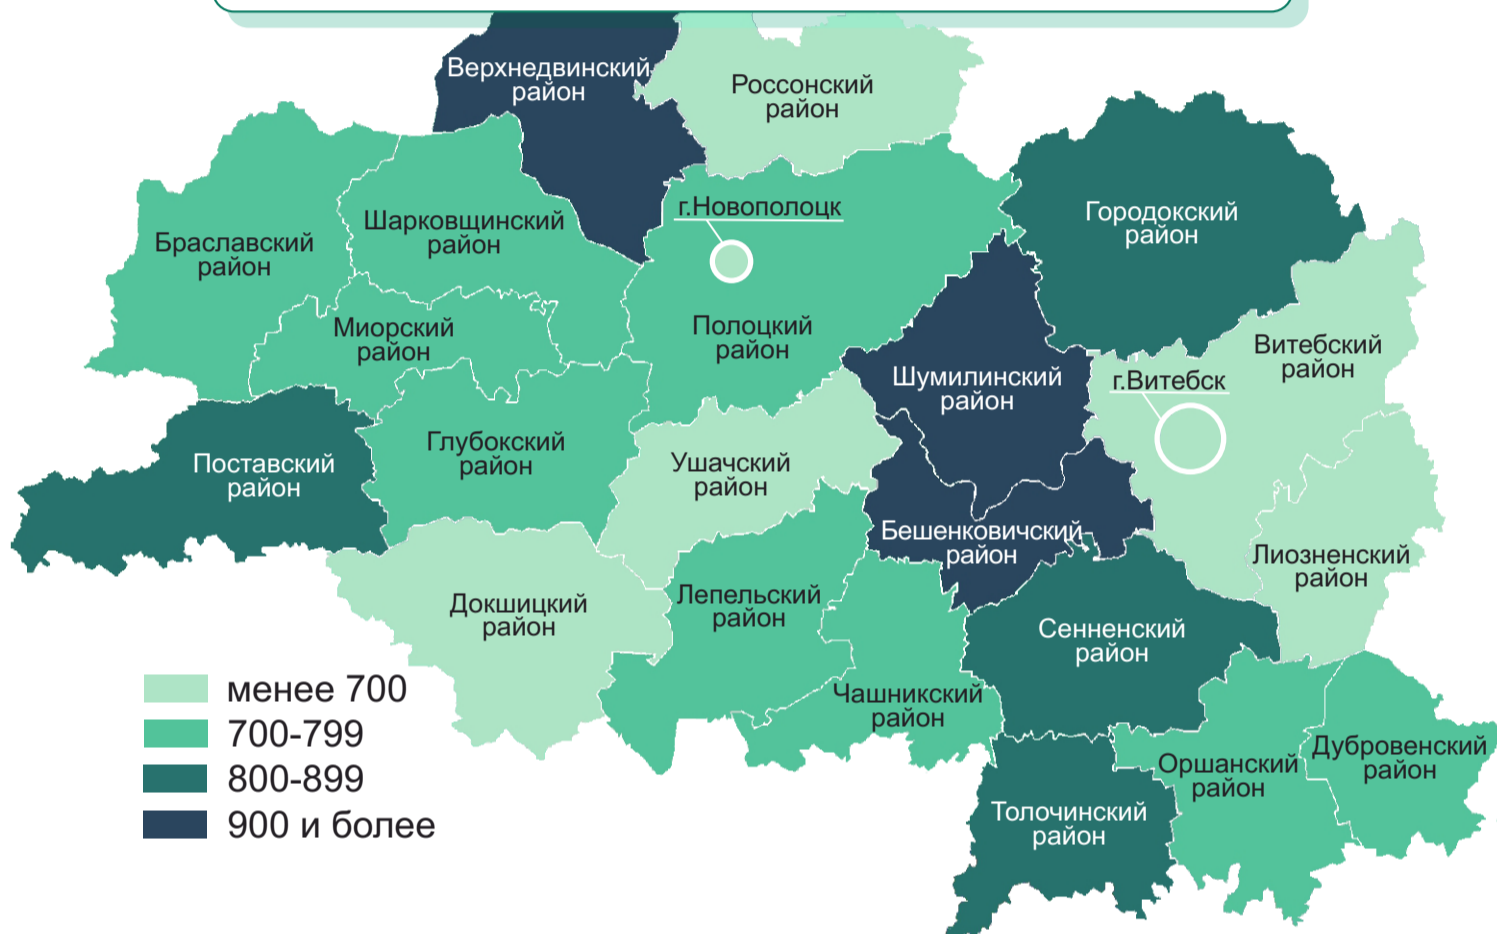 Верхнедвинский
район
Россонский
район
Городокский
район
г.Новополоцк
Шарковщинский
район
Браславский
район
Миорский
район
Полоцкий
район
Витебский
район
г.Витебск
Шумилинский
район
Глубокский
район
Ушачский
район
Поставский
район
Бешенковичский
район
Лиозненский
район
Докшицкий
район
Лепельский
район
Сенненский
район
Чашникский
район
Оршанский
район
Дубровенский
район
Толочинский
район
менее 700
700-799
800-899
900 и более